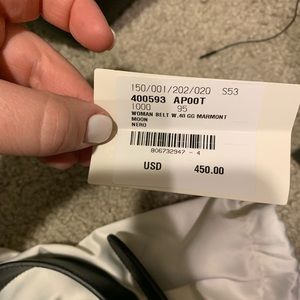 150/001/202/020 S53
400593 AP00T
1000 95
WOMAN BELT W.40 GG MARMONT
MOON
NERO
806732947 - 4
USD 450.00